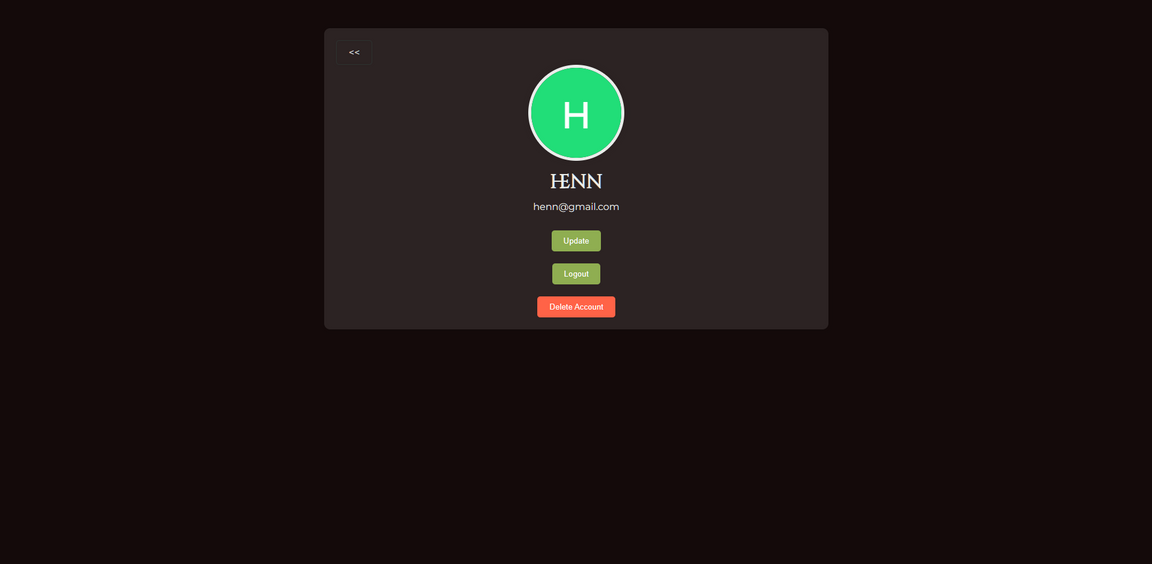 <<
H
HENN
henn@gmail.com
Update
Logout
Delete Account